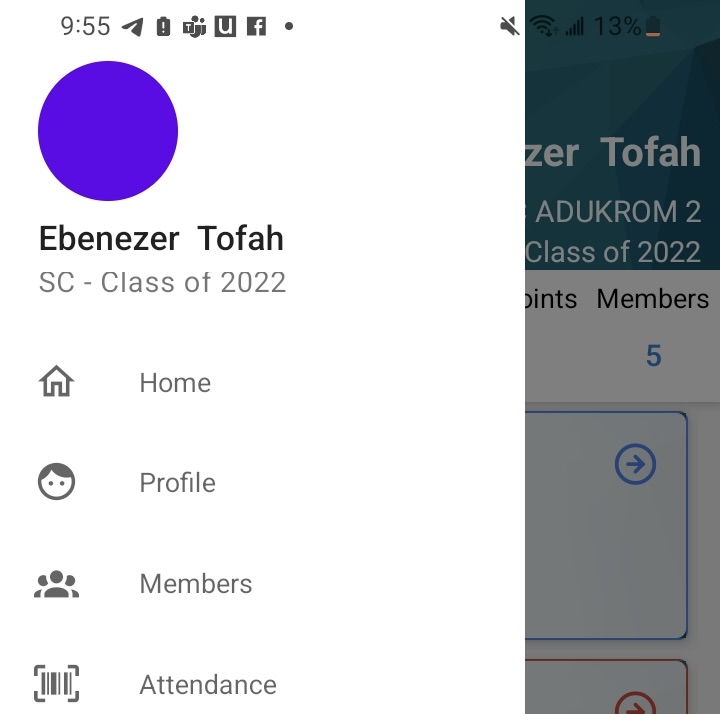 9:55
13%
Ebenezer Tofah
SC - Class of 2022
Home
Profile
Members
Attendance
zer Tofah
ADUKROM 2
Class of 2022
oints Members
5